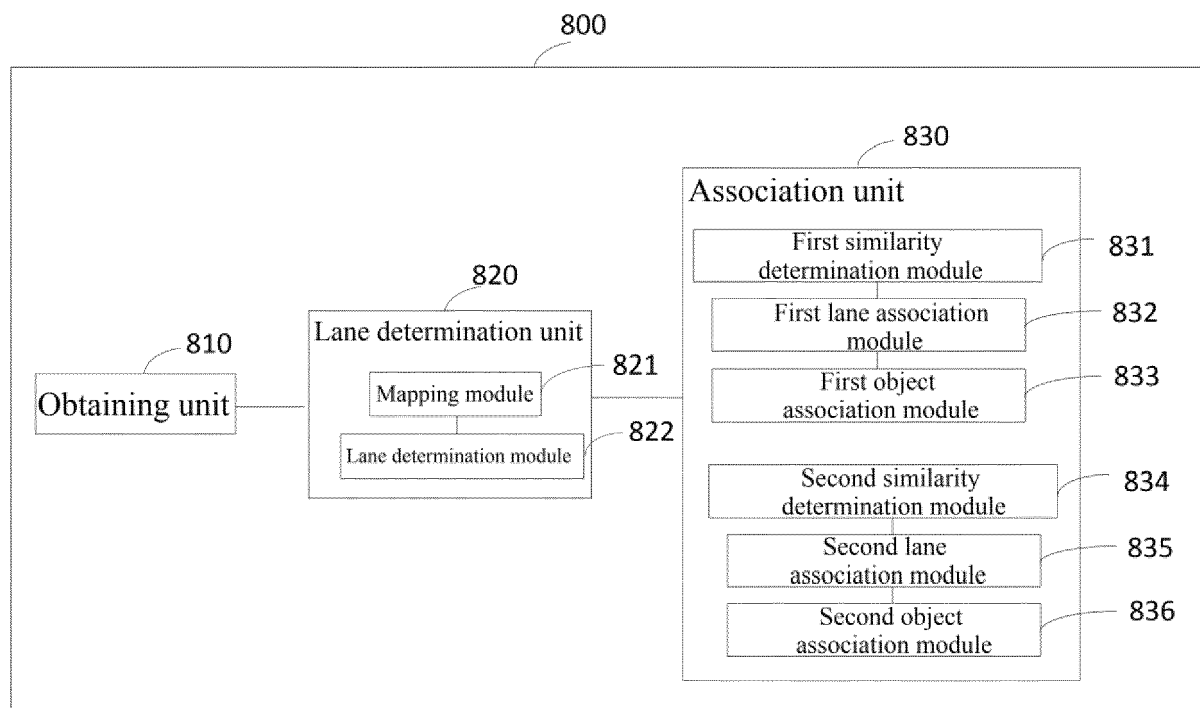 800
830
Association unit
First similarity
determination module
831
First lane association
module
832
First object
association module
833
Second similarity
determination module
834
Second lane
association module
835
Second object
association module
836
820
Lane determination unit
Mapping module
821
Lane determination module
822
810
Obtaining unit